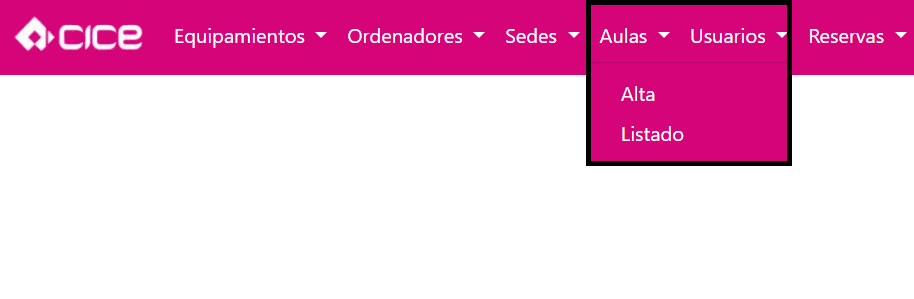 CICE Equipamientos Ordenadores Sedes Aulas Usuarios Reservas
Alta
Listado